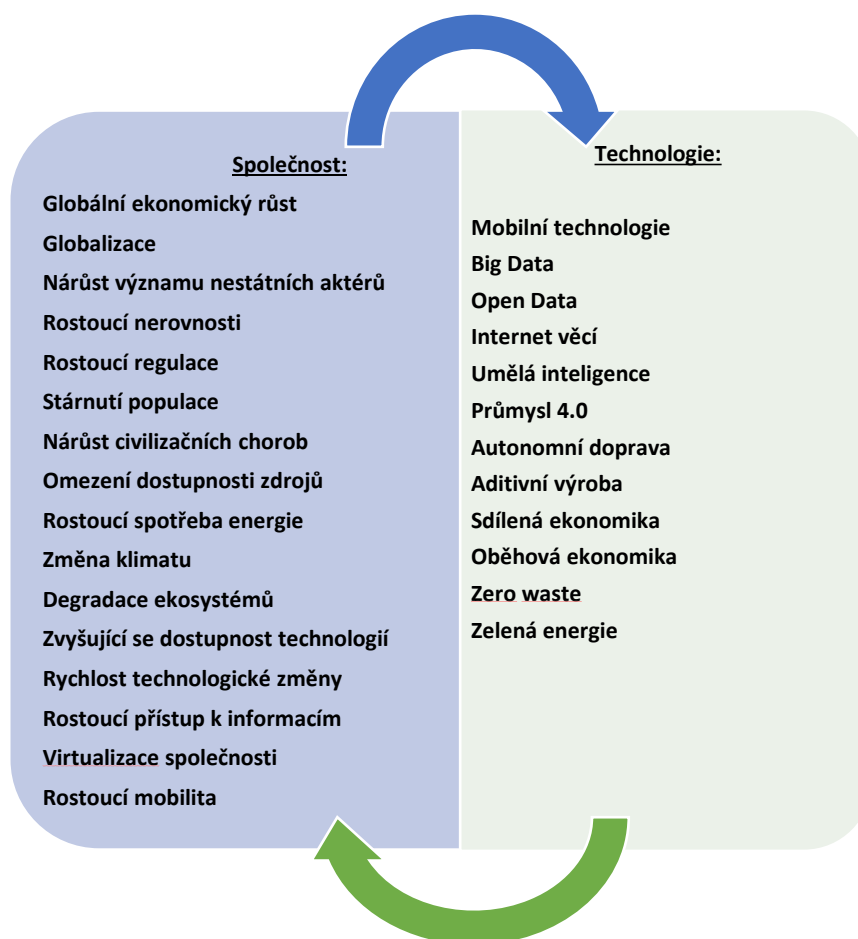 Společnost:
Globální ekonomický růst
Globalizace
Nárůst významu nestátních aktérů
Rostoucí nerovnosti
Rostoucí regulace
Stárnutí populace
Nárůst civilizačních chorob
Omezení dostupnosti zdrojů
Rostoucí spotřeba energie
Změna klimatu
Degradace ekosystémů
Zvyšující se dostupnost technologií
Rychlost technologické změny
Rostoucí přístup k informacím
Virtualizace společnosti
Rostoucí mobilita
Technologie:
Mobilní technologie
Big Data
Open Data
Internet věcí
Umělá inteligence
Průmysl 4.0
Autonomní doprava
Aditivní výroba
Sdílená ekonomika
Oběhová ekonomika
Zero waste
Zelená energie